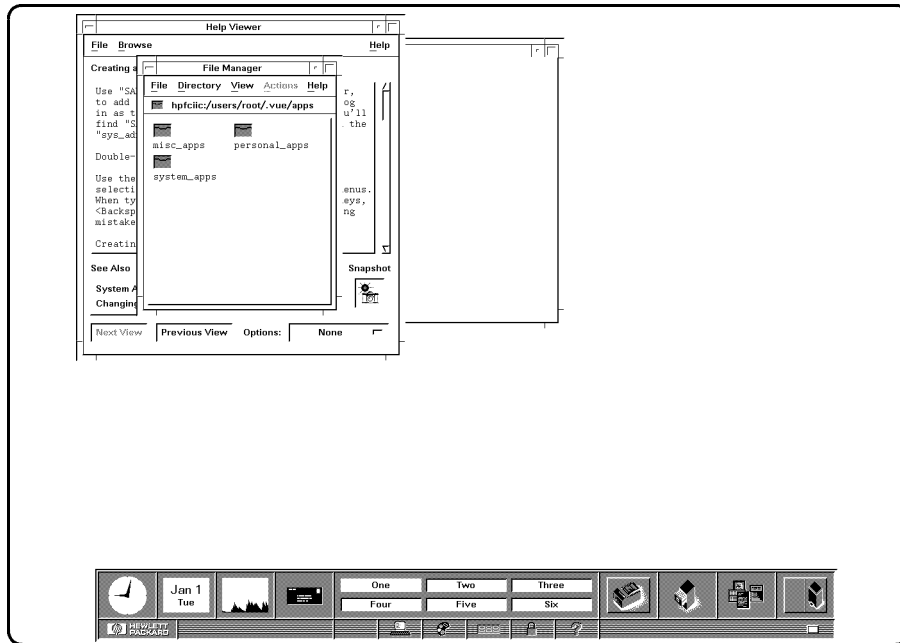 Help Viewer
File Browse Help
Creating a
File Manager
File Directory View Actions Help
hpfciic:/users/root/.vue/apps
misc_apps personal_apps
system_apps
Use "SA r,
to add og
in as t u'll
find "S . the
"sys_ad
Double-
Use the
selecti enus.
When ty eys,
<Backsp ng
mistake
Creatin
See Also Snapshot
System A
Changing
Next View Previous View Options: None
Jan 1
Tue
One Two Three
Four Five Six
hp HEWLETT
PACKARD